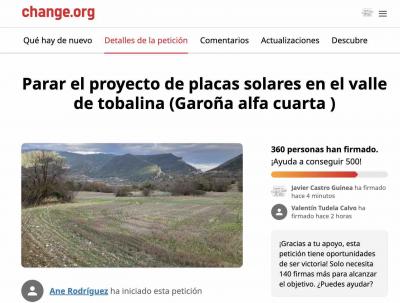 change.org
Qué hay de nuevo
Detalles de la petición
Comentarios
Actualizaciones
Descubre
Parar el proyecto de placas solares en el valle
de tobalina (Garoña alfa cuarta )
360 personas han firmado.
¡Ayuda a conseguir 500!
Javier Castro Guinea ha firmado
hace 4 minutos
Valentín Tudela Calvo ha
firmado hace 2 horas
¡Gracias a tu apoyo, esta
petición tiene oportunidades
de ser victoria! Solo necesita
140 firmas más para alcanzar
el objetivo. ¿Puedes ayudar?
Ane Rodríguez ha iniciado esta petición